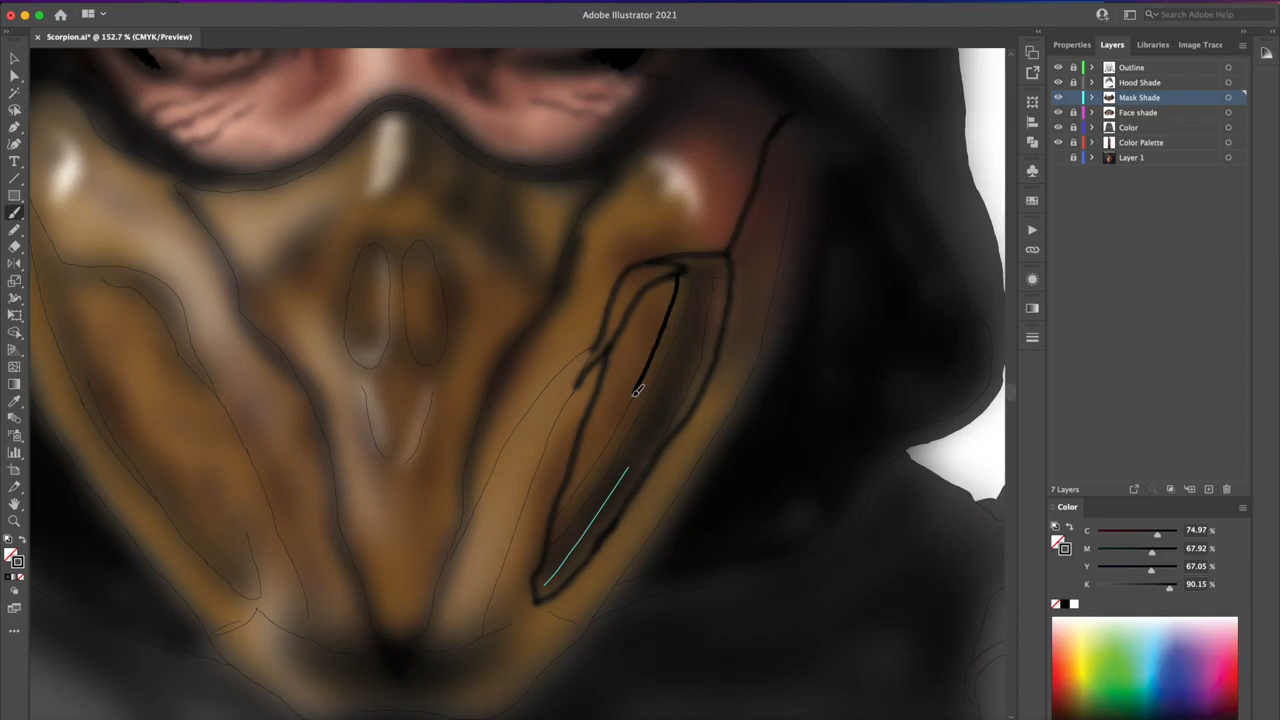 Adobe Illustrator 2021
Search Adobe Help
× Scorpion.ai* @ 152.7 % (CMYK/Preview)
Properties Layers Libraries Image Trace
Outline
Hood Shade
Mask Shade
Face shade
Color
Color Palette
Layer 1
7 Layers
Color
C 74.97 %
M 67.92 %
Y 67.05 %
K 90.15 %